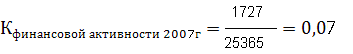 Кфинансовой активности 2007г = 1727/25365 = 0,07